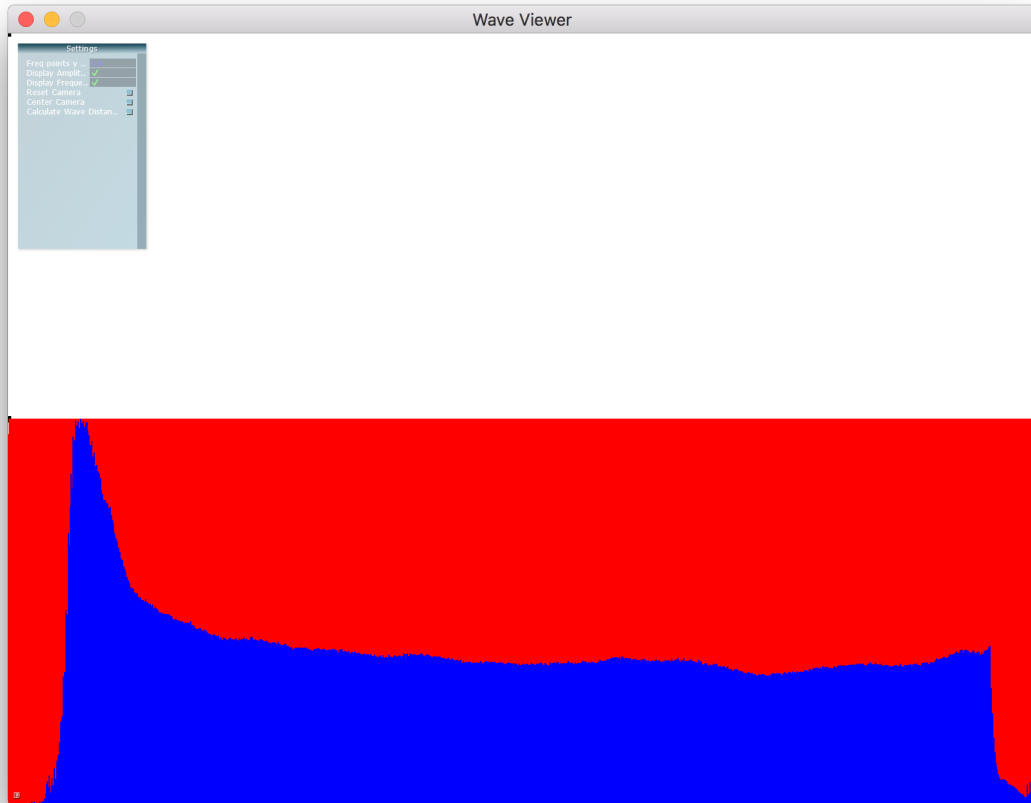 Wave Viewer
Settings
Freq points y ..
Display Amplit..
Display Freque..
Reset Camera
Center Camera
Calculate Wave Distan...